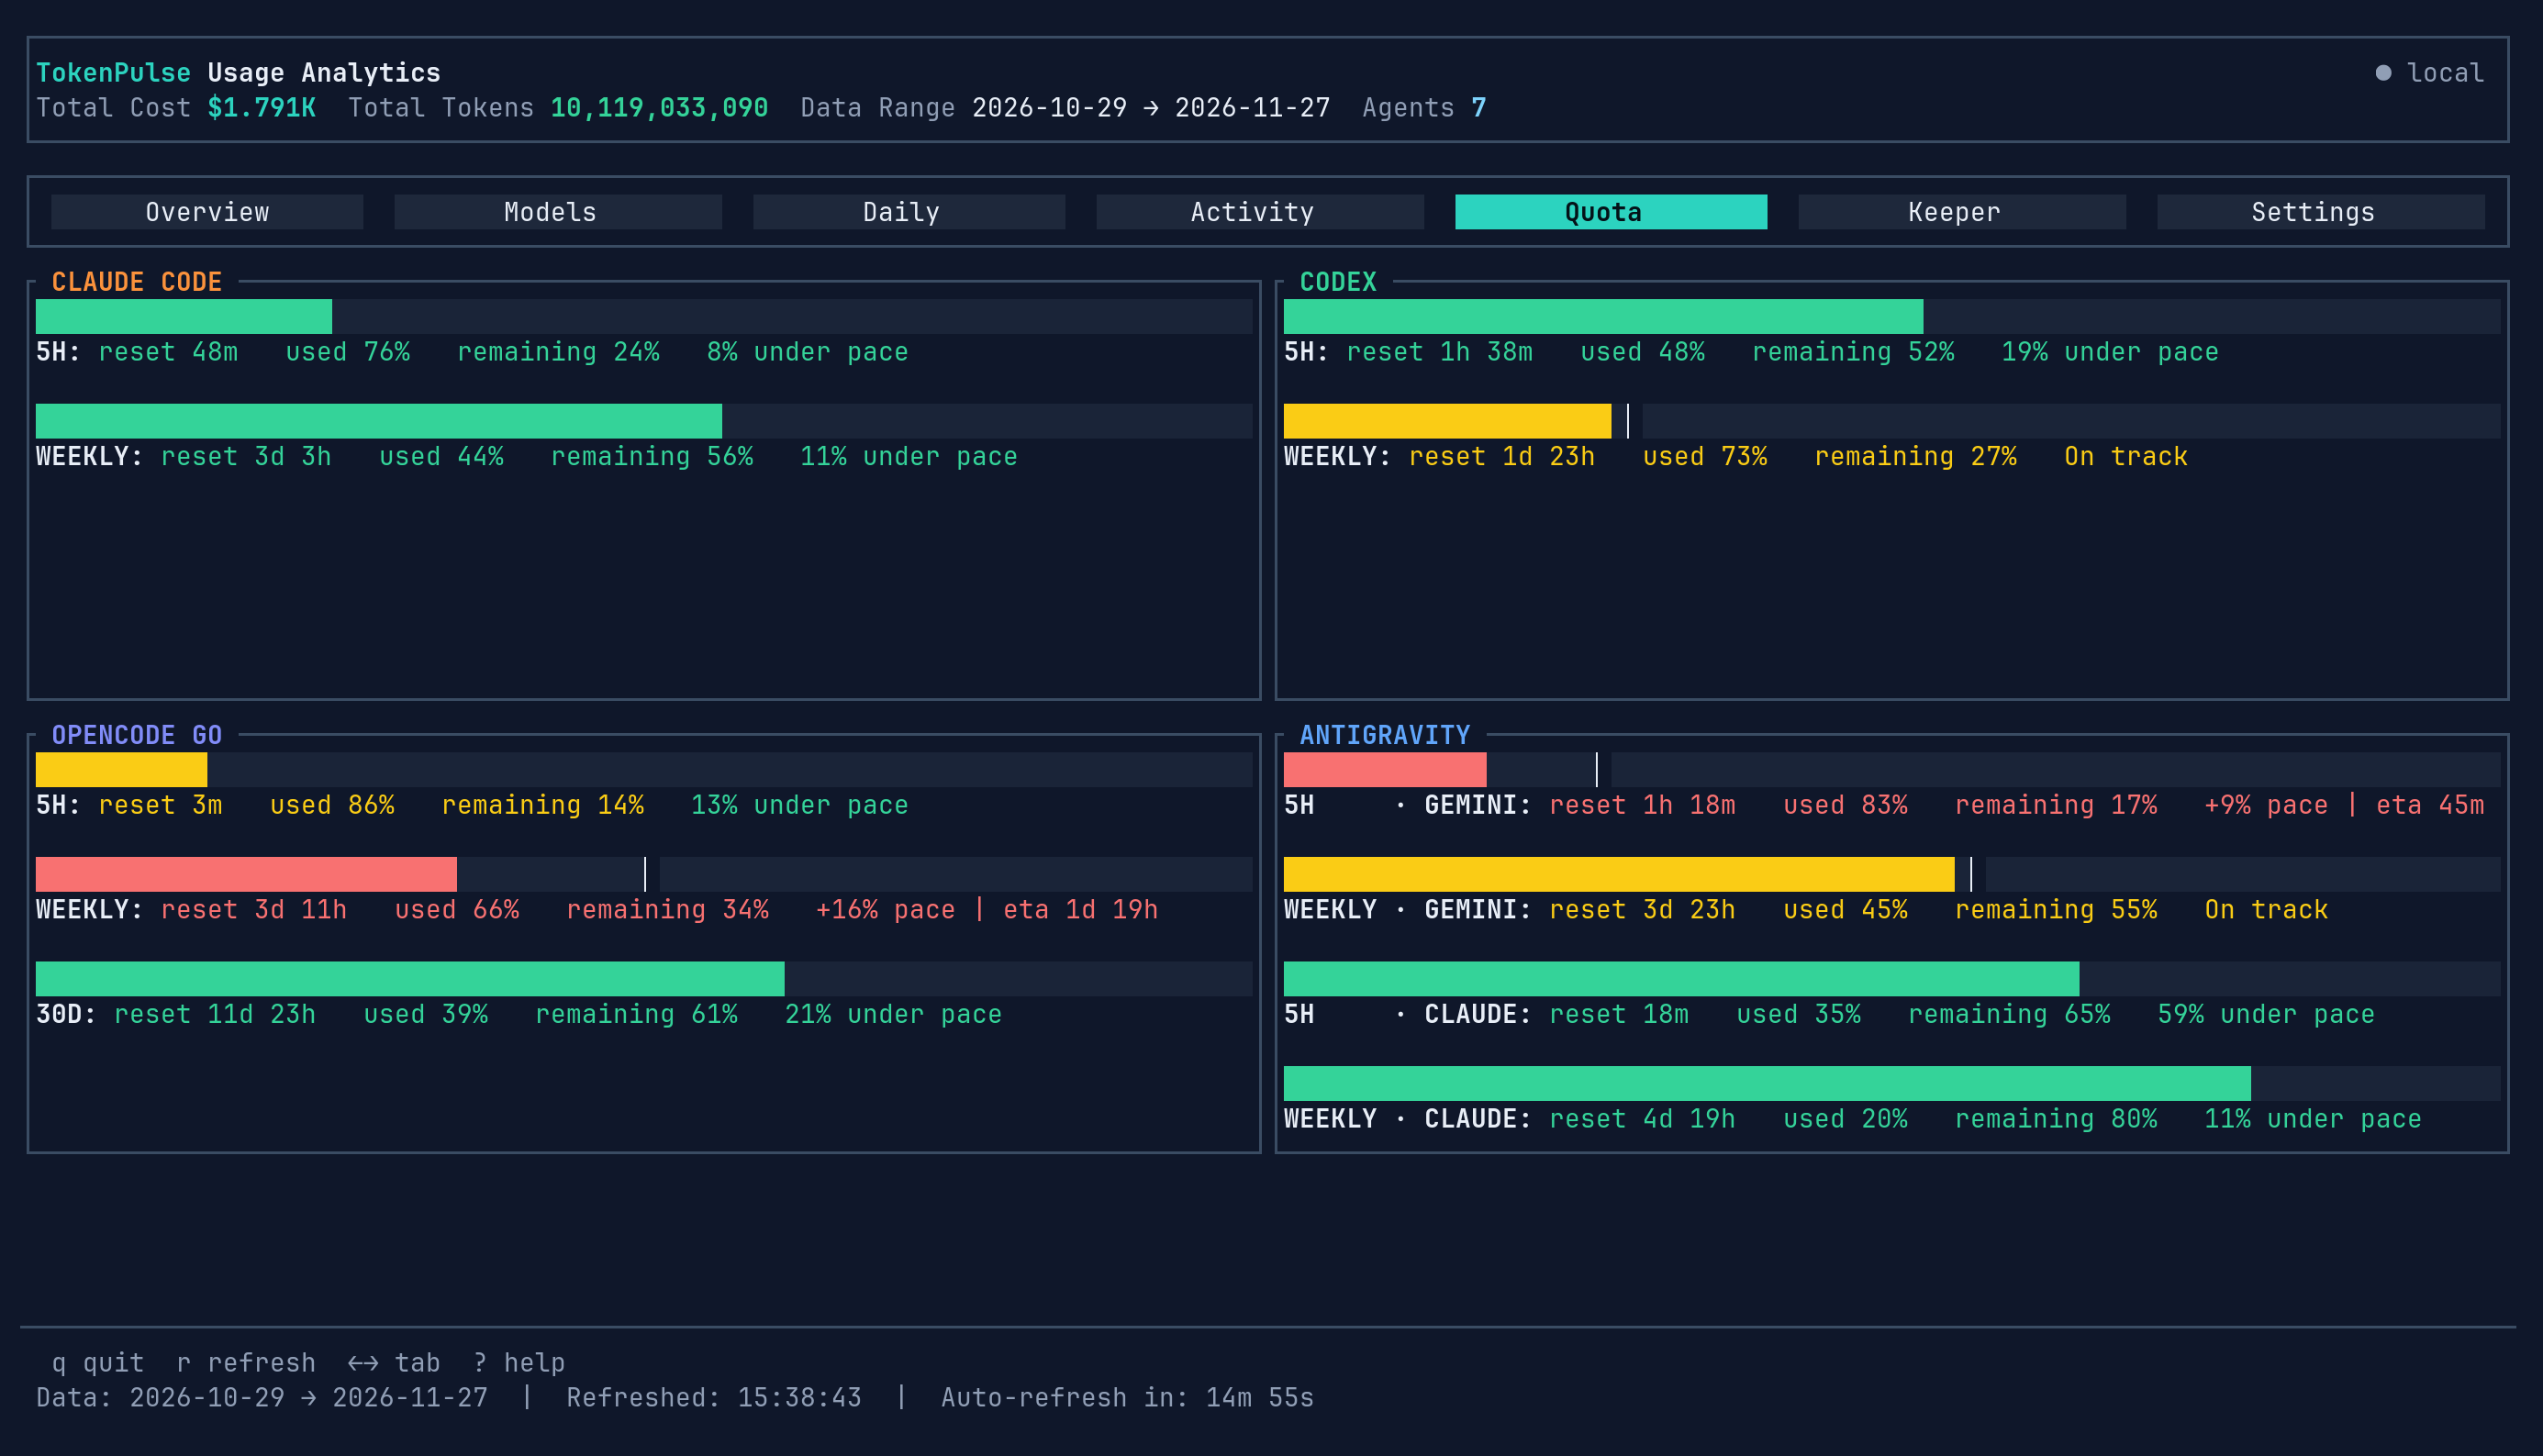 TokenPulse Usage Analytics ● local
Total Cost $1.791K Total Tokens 10,119,033,090 Data Range 2026-10-29 → 2026-11-27 Agents 7
Overview Models Daily Activity Quota Keeper Settings
CLAUDE CODE
5H: reset 48m used 76% remaining 24% 8% under pace
WEEKLY: reset 3d 3h used 44% remaining 56% 11% under pace
CODEX
5H: reset 1h 38m used 48% remaining 52% 19% under pace
WEEKLY: reset 1d 23h used 73% remaining 27% On track
OPENCODE GO
5H: reset 3m used 86% remaining 14% 13% under pace
WEEKLY: reset 3d 11h used 66% remaining 34% +16% pace | eta 1d 19h
30D: reset 11d 23h used 39% remaining 61% 21% under pace
ANTIGRAVITY
5H · GEMINI: reset 1h 18m used 83% remaining 17% +9% pace | eta 45m
WEEKLY · GEMINI: reset 3d 23h used 45% remaining 55% On track
5H · CLAUDE: reset 18m used 35% remaining 65% 59% under pace
WEEKLY · CLAUDE: reset 4d 19h used 20% remaining 80% 11% under pace
q quit r refresh ←→ tab ? help
Data: 2026-10-29 → 2026-11-27 | Refreshed: 15:38:43 | Auto-refresh in: 14m 55s